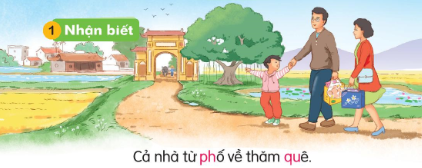 1 Nhận biết
Cả nhà từ phố về thăm quê.